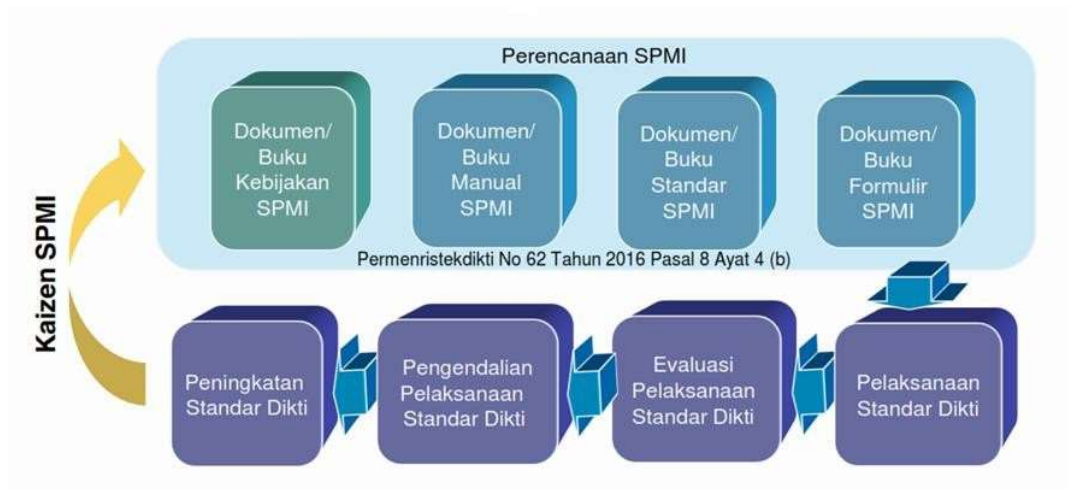 Perencanaan SPMI
Dokumen/
Buku
Kebijakan
SPMI
Dokumen/
Buku
Manual
SPMI
Dokumen/
Buku
Standar
SPMI
Dokumen/
Buku
Formulir
SPMI
Permenristekdikti No 62 Tahun 2016 Pasal 8 Ayat 4 (b)
Kaizen SPMI
Peningkatan
Standar Dikti
Pengendalian
Pelaksanaan
Standar Dikti
Evaluasi
Pelaksanaan
Standar Dikti
Pelaksanaan
Standar Dikti